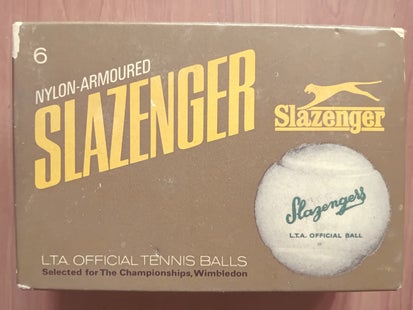 6
NYLON-ARMOURED
SLAZENGER
Slazenger
Slazengers
L.T.A. OFFICIAL BALL
LTA OFFICIAL TENNIS BALLS
Selected for The Championships, Wimbledon